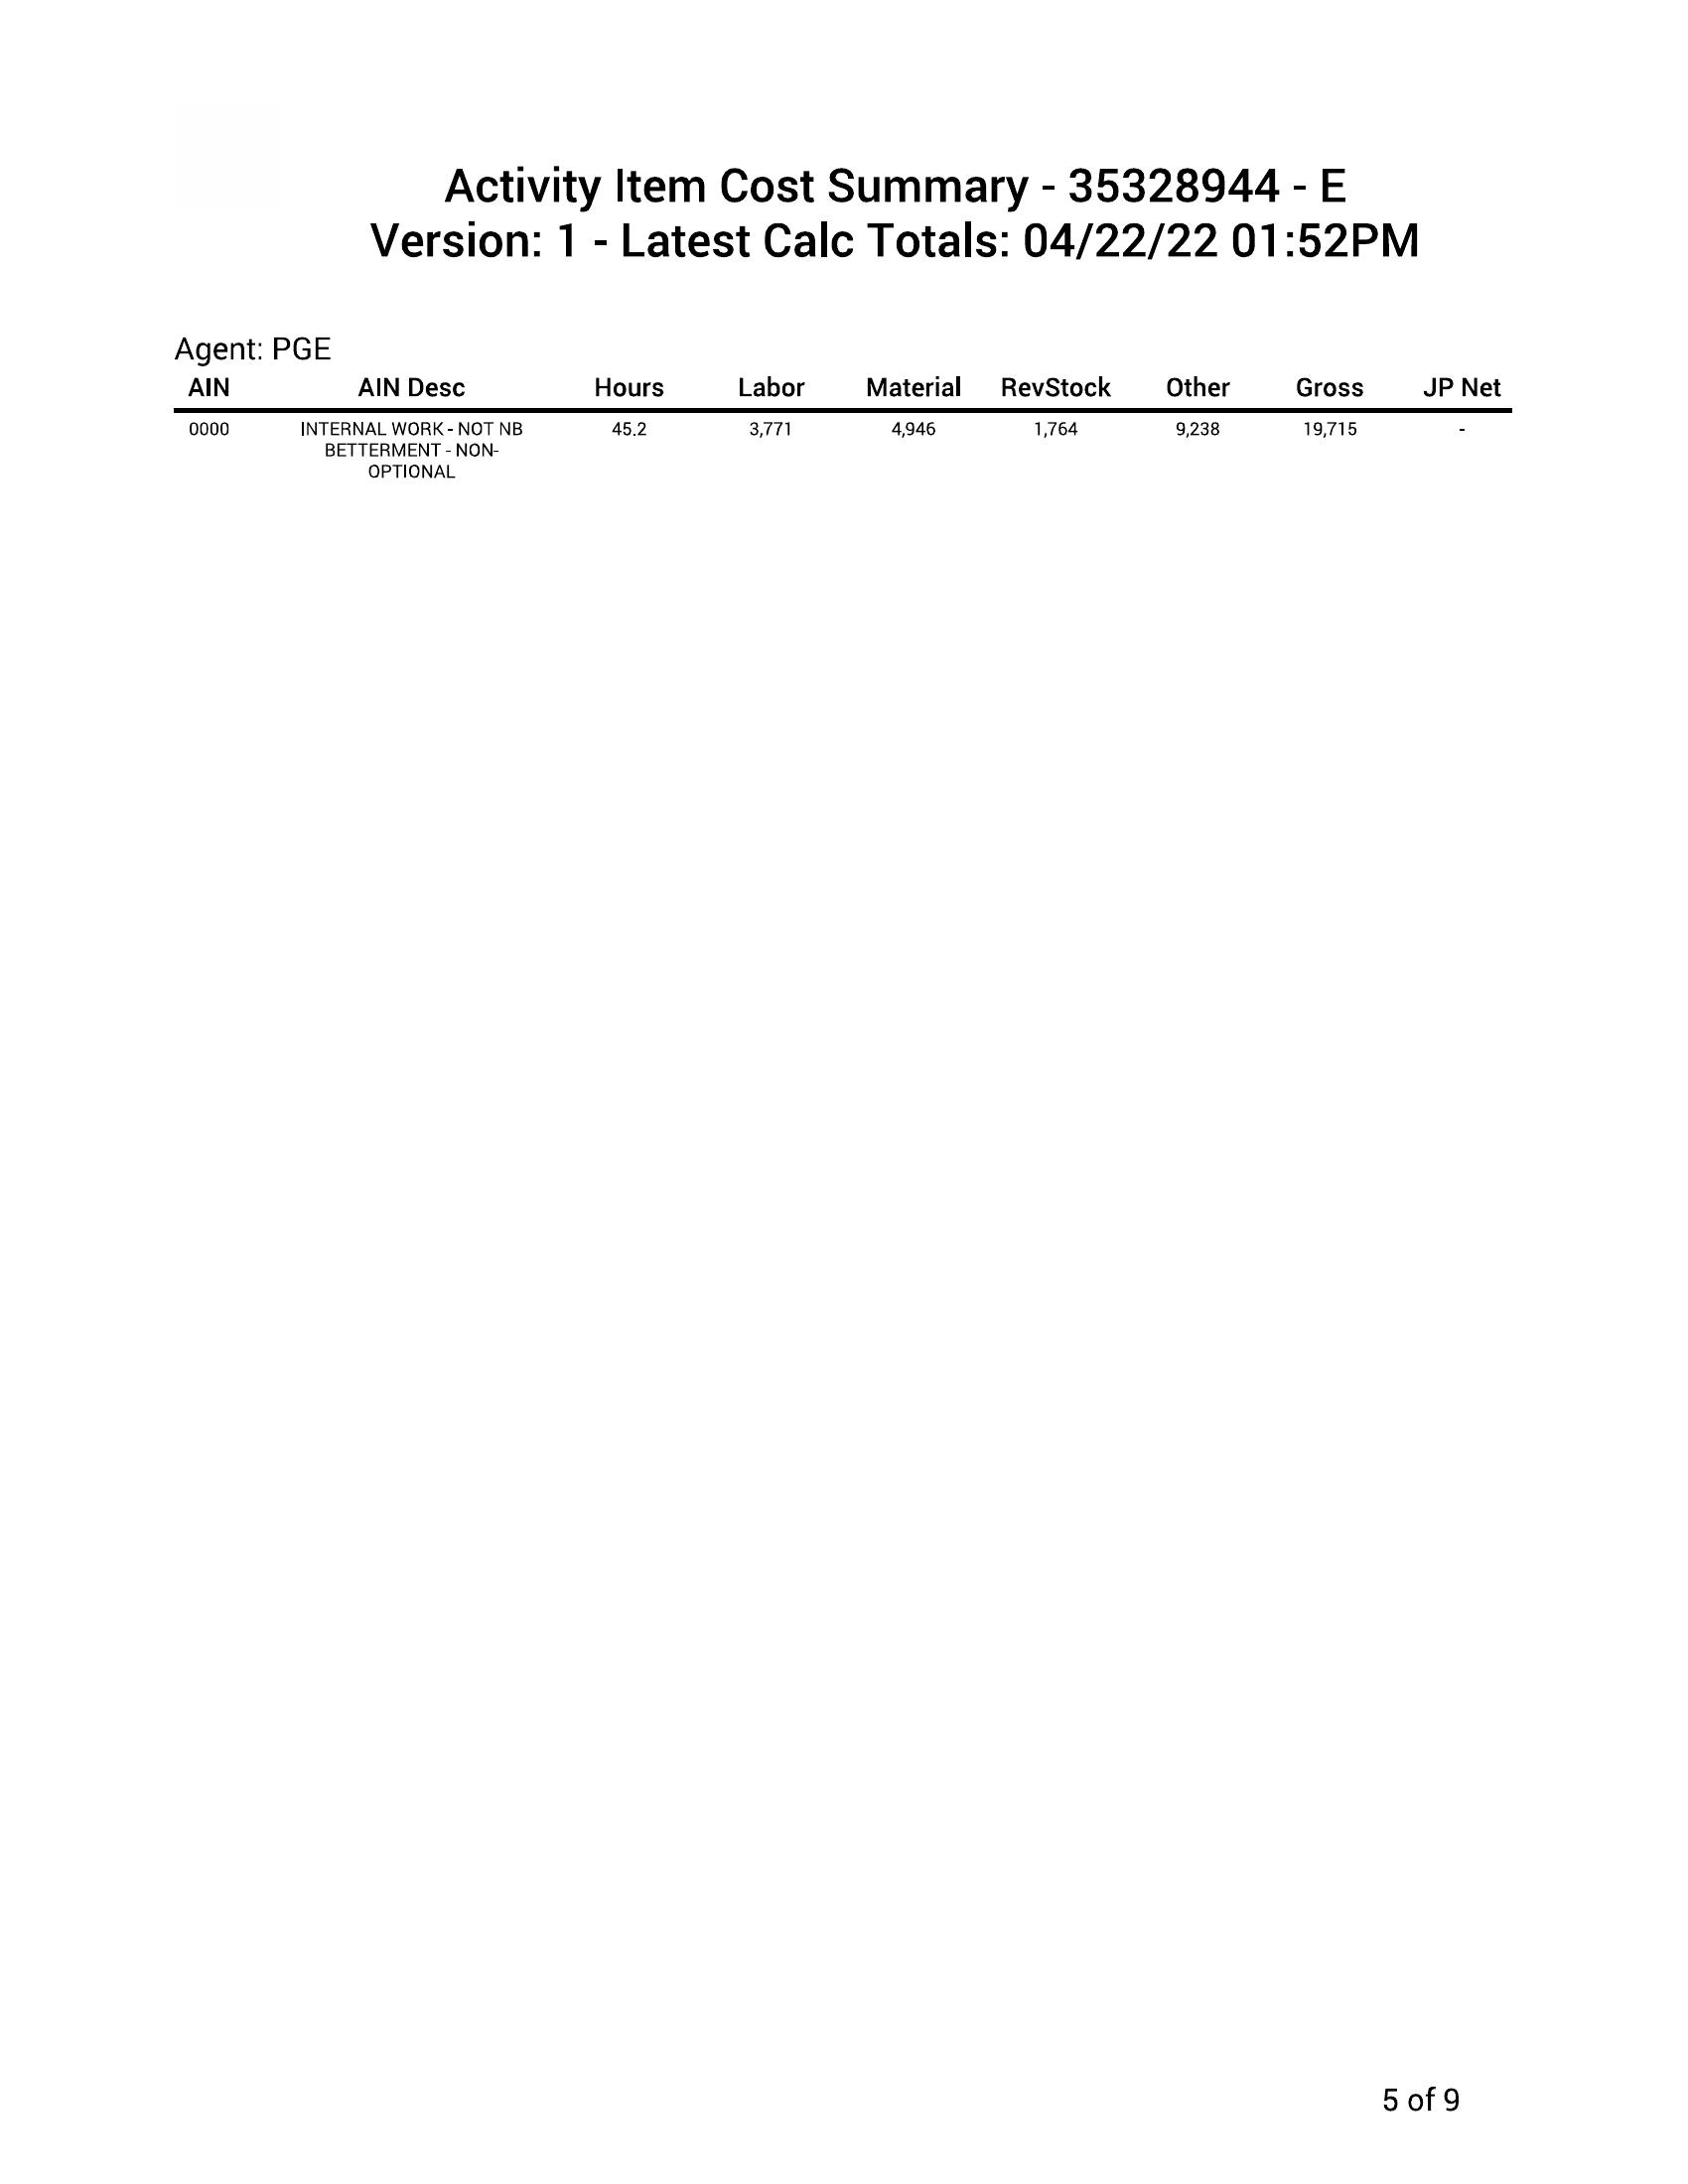 Activity Item Cost Summary - 35328944 - E
Version: 1 - Latest Calc Totals: 04/22/22 01:52PM
Agent: PGE
AIN AIN Desc Hours Labor Material RevStock Other Gross JP Net
0000 INTERNAL WORK - NOT NB 45.2 3,771 4,946 1,764 9,238 19,715 -
BETTERMENT - NON-
OPTIONAL
5 of 9